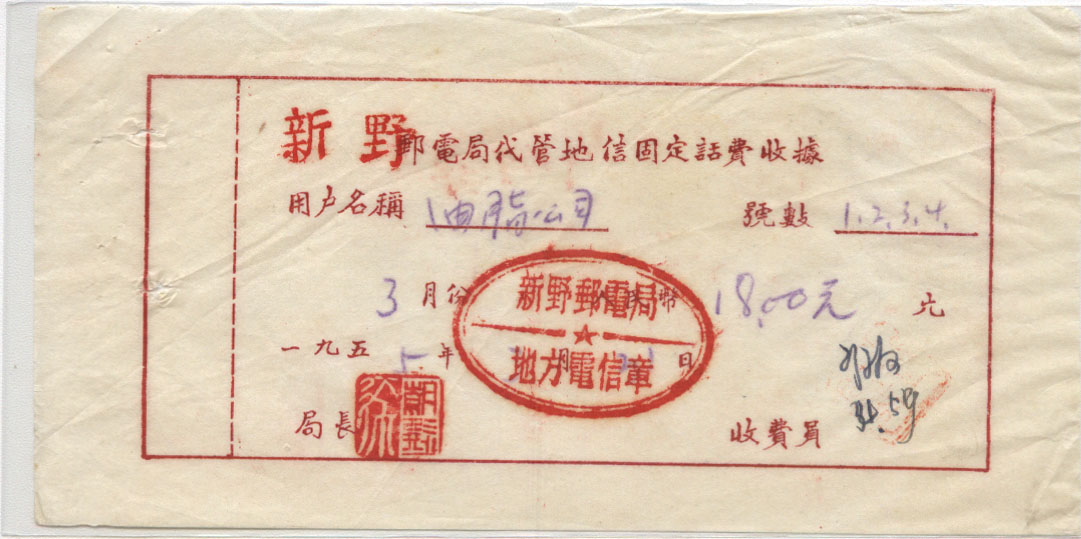 新野郵電局代管地信固定話費收據
用户名稱 油脂公司 號數 1.2.3.4.
3月份 幣 18.00元 元
新野郵電局
一九五5年 月 日
地方電信章
局長 收費員